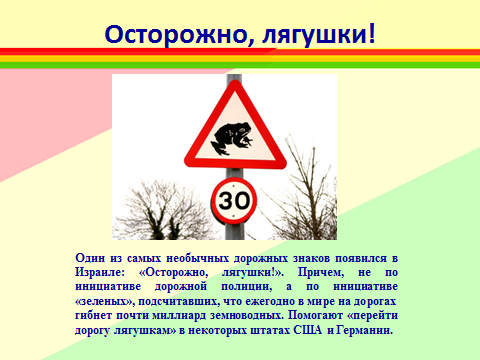 Осторожно, лягушки!
30
Один из самых необычных дорожных знаков появился в
Израиле: «Осторожно, лягушки!». Причем, не по
инициативе дорожной полиции, а по инициативе
«зеленых», подсчитавших, что ежегодно в мире на дорогах
гибнет почти миллиард земноводных. Помогают «перейти
дорогу лягушкам» в некоторых штатах США и Германии.